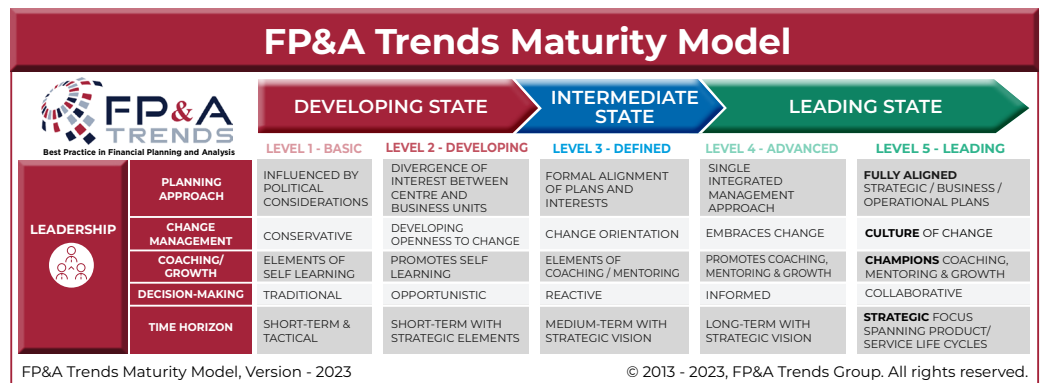 FP&A Trends Maturity Model
FP&A
TRENDS
Best Practice in Financial Planning and Analysis
DEVELOPING STATE
INTERMEDIATE
STATE
LEADING STATE
LEVEL 1 - BASIC
LEVEL 2 - DEVELOPING
LEVEL 3 - DEFINED
LEVEL 4 - ADVANCED
LEVEL 5 - LEADING
LEADERSHIP
PLANNING
APPROACH
INFLUENCED BY
POLITICAL
CONSIDERATIONS
DIVERGENCE OF
INTEREST BETWEEN
CENTRE AND
BUSINESS UNITS
FORMAL ALIGNMENT
OF PLANS AND
INTERESTS
SINGLE
INTEGRATED
MANAGEMENT
APPROACH
FULLY ALIGNED
STRATEGIC / BUSINESS /
OPERATIONAL PLANS
CHANGE
MANAGEMENT
CONSERVATIVE
DEVELOPING
OPENNESS TO CHANGE
CHANGE ORIENTATION
EMBRACES CHANGE
CULTURE OF CHANGE
COACHING/
GROWTH
ELEMENTS OF
SELF LEARNING
PROMOTES SELF
LEARNING
ELEMENTS OF
COACHING / MENTORING
PROMOTES COACHING,
MENTORING & GROWTH
CHAMPIONS COACHING,
MENTORING & GROWTH
DECISION-MAKING
TRADITIONAL
OPPORTUNISTIC
REACTIVE
INFORMED
COLLABORATIVE
TIME HORIZON
SHORT-TERM &
TACTICAL
SHORT-TERM WITH
STRATEGIC ELEMENTS
MEDIUM-TERM WITH
STRATEGIC VISION
LONG-TERM WITH
STRATEGIC VISION
STRATEGIC FOCUS
SPANNING PRODUCT/
SERVICE LIFE CYCLES
FP&A Trends Maturity Model, Version - 2023
© 2013 - 2023, FP&A Trends Group. All rights reserved.